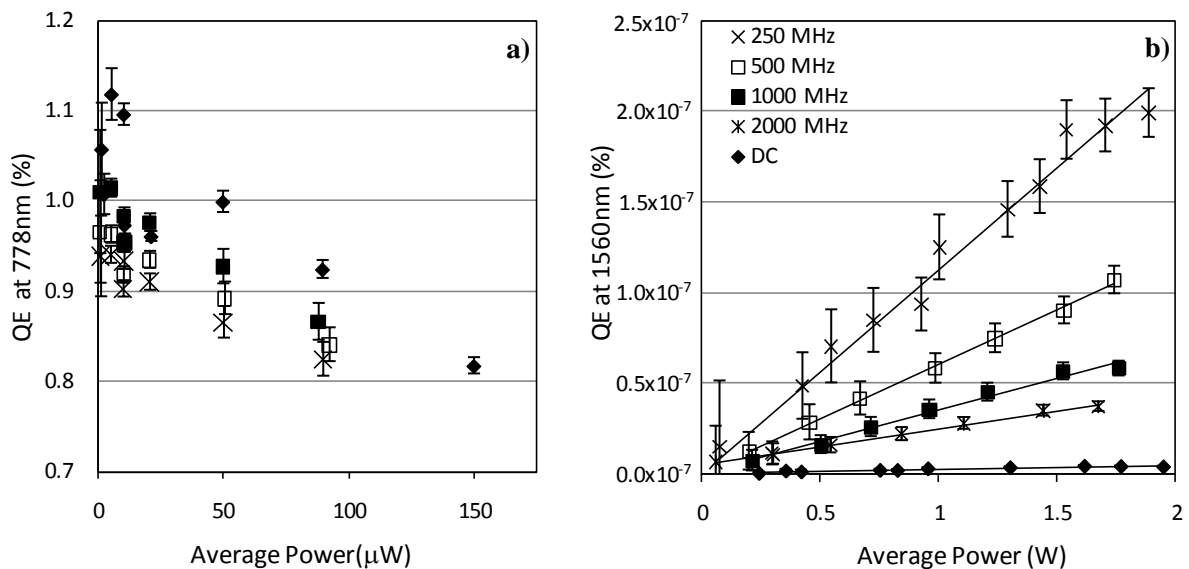 a)
1.2
1.1
1.0
0.9
0.8
0.7
QE at 778nm (%)
0
50
100
150
Average Power(μW)
b)
2.5x10⁻⁷
2.0x10⁻⁷
1.5x10⁻⁷
1.0x10⁻⁷
0.5x10⁻⁷
0.0x10⁻⁷
QE at 1560nm (%)
250 MHz
500 MHz
1000 MHz
2000 MHz
DC
0
0.5
1
1.5
2
Average Power (W)